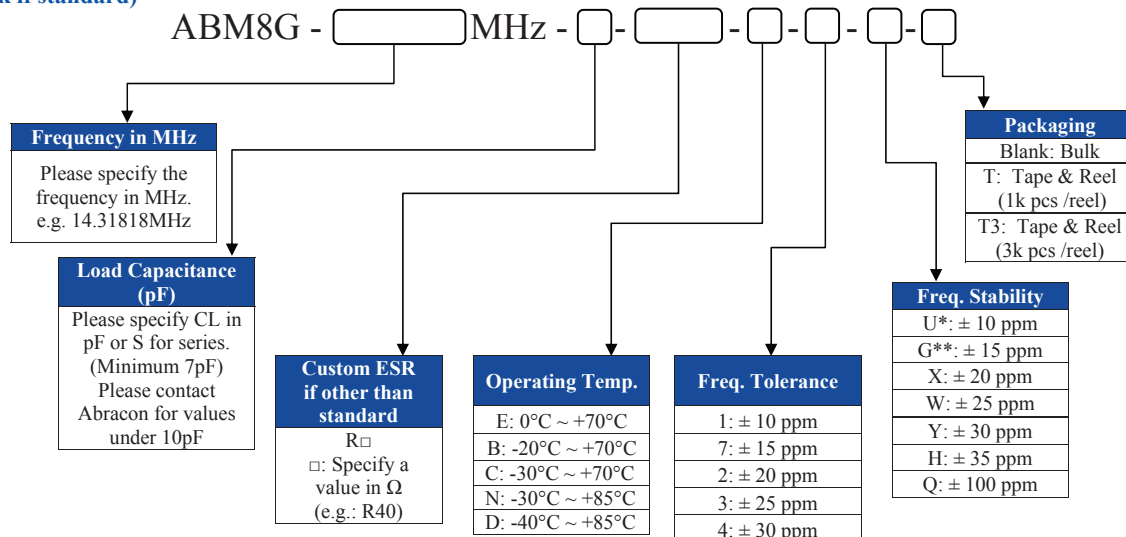 k if standard)
ABM8G - MHz - - - - - -
Frequency in MHz
Please specify the
frequency in MHz.
e.g. 14.31818MHz
Load Capacitance
(pF)
Please specify CL in
pF or S for series.
(Minimum 7pF)
Please contact
Abracon for values
under 10pF
Custom ESR
if other than
standard
R□
□: Specify a
value in Ω
(e.g.: R40)
Operating Temp.
E: 0°C ~ +70°C
B: -20°C ~ +70°C
C: -30°C ~ +70°C
N: -30°C ~ +85°C
D: -40°C ~ +85°C
Freq. Tolerance
1: ± 10 ppm
7: ± 15 ppm
2: ± 20 ppm
3: ± 25 ppm
4: ± 30 ppm
Freq. Stability
U*: ± 10 ppm
G**: ± 15 ppm
X: ± 20 ppm
W: ± 25 ppm
Y: ± 30 ppm
H: ± 35 ppm
Q: ± 100 ppm
Packaging
Blank: Bulk
T: Tape & Reel
(1k pcs /reel)
T3: Tape & Reel
(3k pcs /reel)